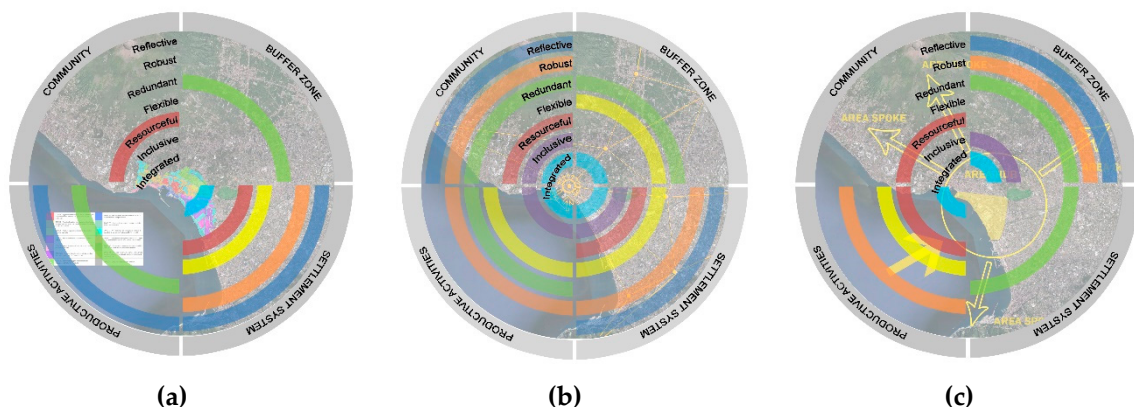 COMMUNITY
BUFFER ZONE
Reflective
Robust
Redundant
Flexible
Resourceful
Inclusive
Integrated
PRODUCTIVE ACTIVITIES
SETTLEMENT SYSTEM
(a)
COMMUNITY
BUFFER ZONE
Reflective
Robust
Redundant
Flexible
Resourceful
Inclusive
Integrated
PRODUCTIVE ACTIVITIES
SETTLEMENT SYSTEM
(b)
COMMUNITY
BUFFER ZONE
Reflective
Robust
Redundant
Flexible
Resourceful
Inclusive
Integrated
AREA SPOKE
PRODUCTIVE ACTIVITIES
SETTLEMENT SYSTEM
(c)